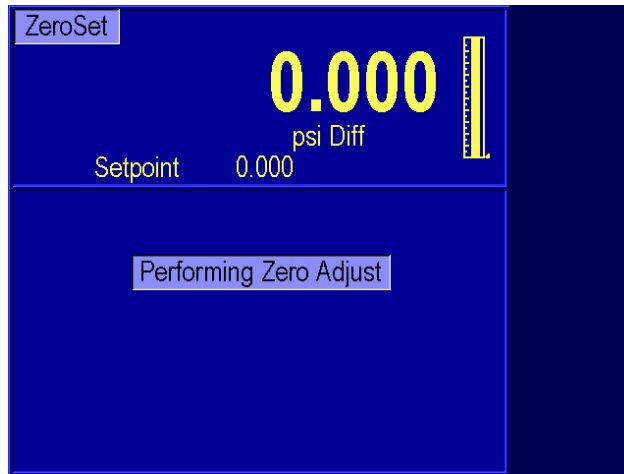 ZeroSet
0.000
psi Diff
Setpoint 0.000
Performing Zero Adjust